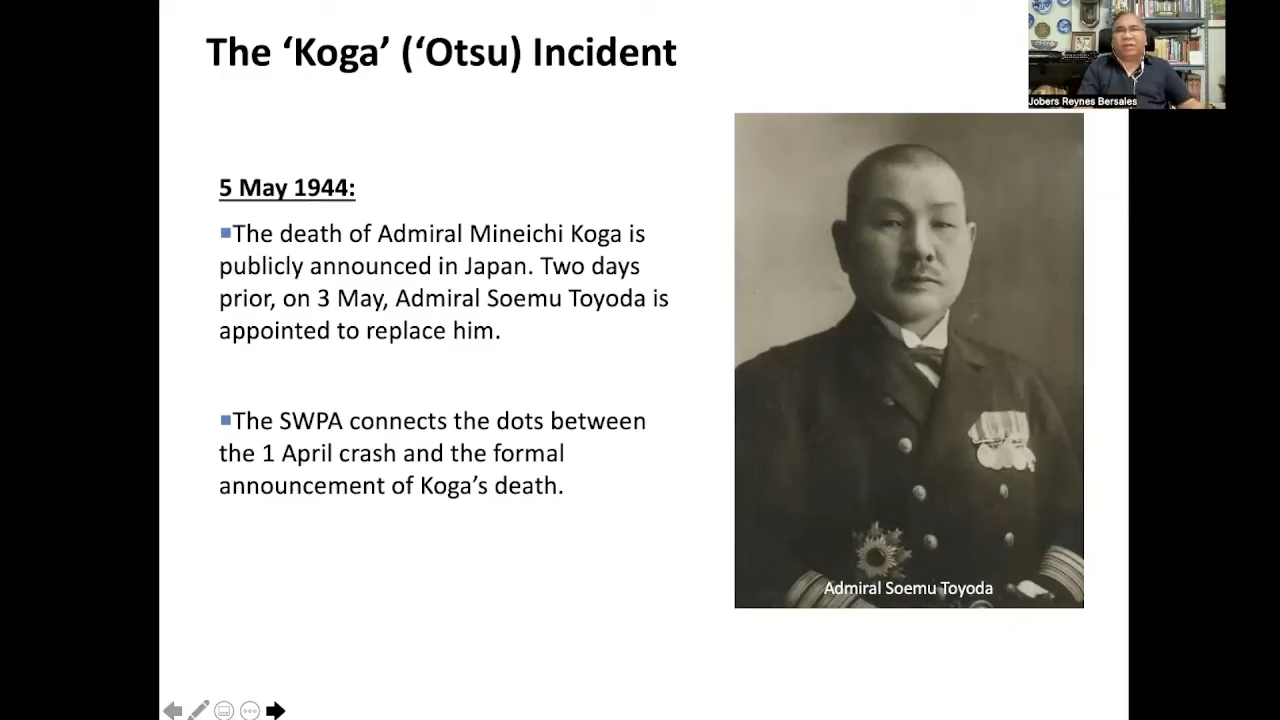 The ‘Koga’ (‘Otsu) Incident
Jobers Reynes Bersales
5 May 1944:
▪The death of Admiral Mineichi Koga is
publicly announced in Japan. Two days
prior, on 3 May, Admiral Soemu Toyoda is
appointed to replace him.
▪The SWPA connects the dots between
the 1 April crash and the formal
announcement of Koga’s death.
Admiral Soemu Toyoda